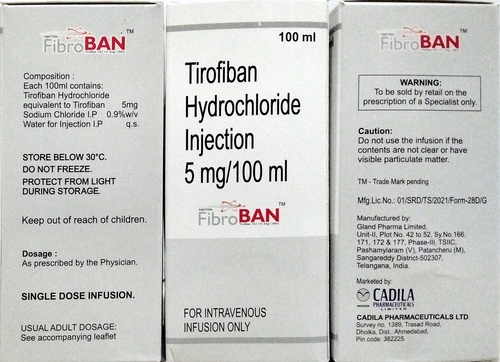 INJECTION
FibroBAN™
Composition :
Each 100ml contains:
Tirofiban Hydrochloride
equivalent to Tirofiban 5mg
Sodium Chloride I.P 0.9%w/v
Water for Injection I.P q.s.
STORE BELOW 30°C.
DO NOT FREEZE.
PROTECT FROM LIGHT
DURING STORAGE.
Keep out of reach of children.
Dosage :
As prescribed by the Physician.
SINGLE DOSE INFUSION.
USUAL ADULT DOSAGE:
See accompanying leaflet
100 ml
Tirofiban
Hydrochloride
Injection
5 mg/100 ml
INJECTION
FibroBAN™
FOR INTRAVENOUS
INFUSION ONLY
INJECTION
FibroBAN™
WARNING:
To be sold by retail on the
prescription of a Specialist only.
Caution:
Do not use the infusion if the
contents are not clear or have
visible particulate matter.
TM - Trade Mark pending
Mfg.Lic.No.: 01/SRD/TS/2021/Form-28D/G
Manufactured by:
Gland Pharma Limited,
Unit-II, Plot No. 42 to 52, Sy.No.166,
171, 172 & 177, Phase-III, TSIIC,
Pashamylaram (V), Patancheru (M),
Sangareddy District-502307,
Telangana, India.
Marketed by:
CADILA
PHARMACEUTICALS
LIMITED
CADILA PHARMACEUTICALS LTD.
Survey no. 1389, Trasad Road,
Dholka, Dist.: Ahmedabad,
Pin code: 382225.